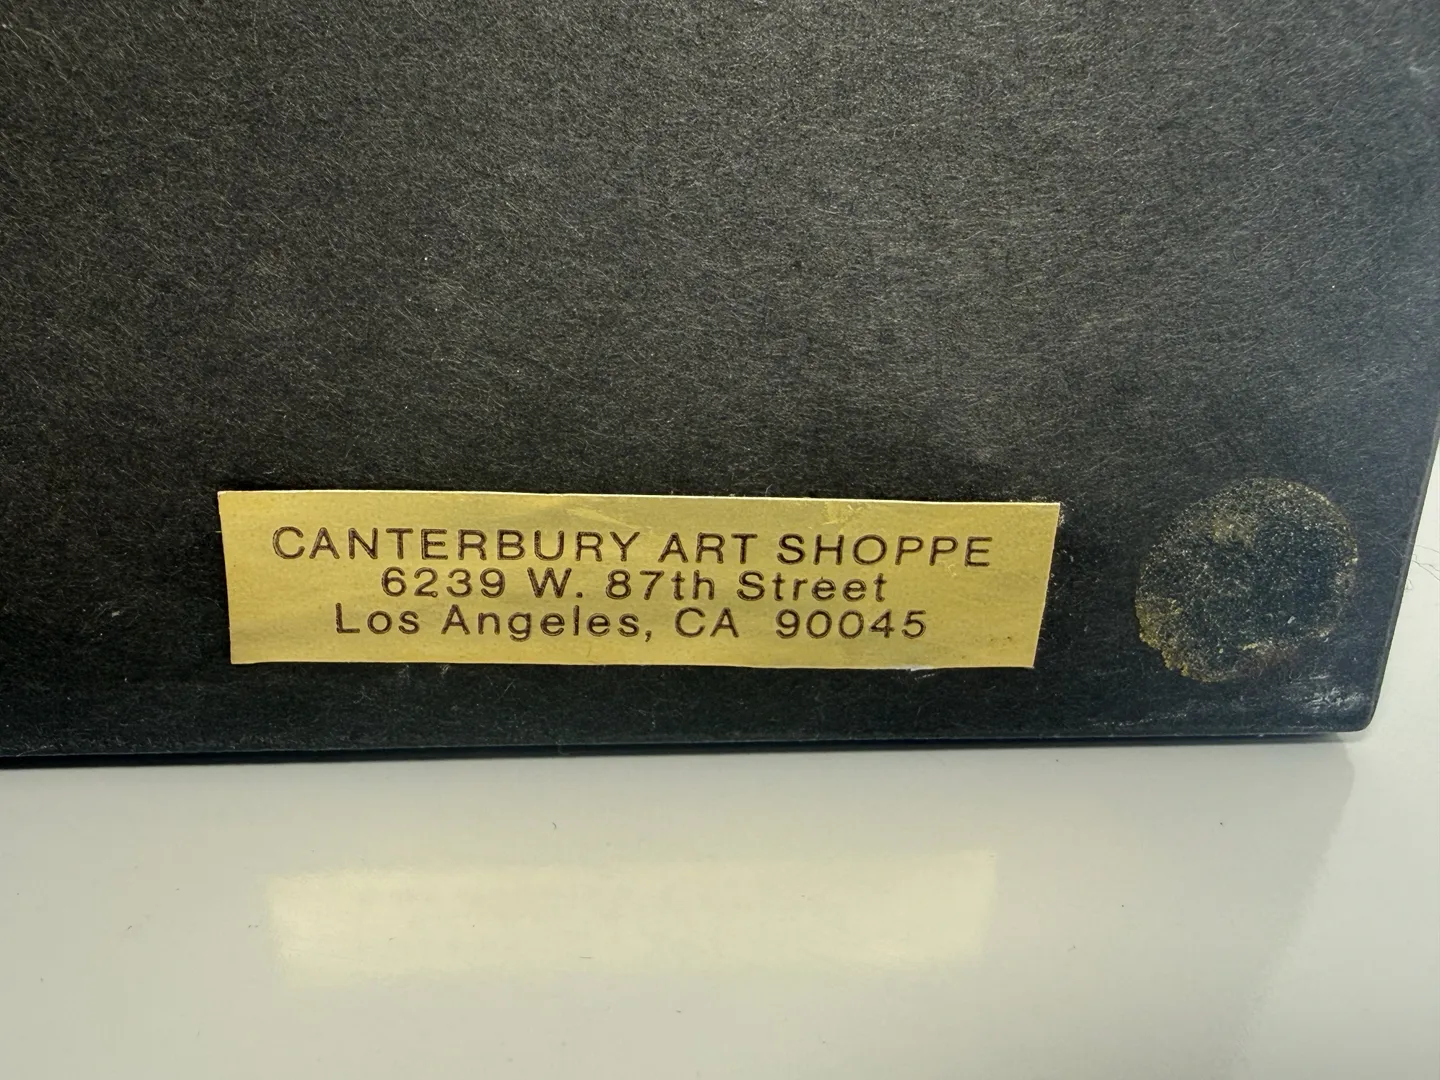 CANTERBURY ART SHOPPE
6239 W. 87th Street
Los Angeles, CA 90045